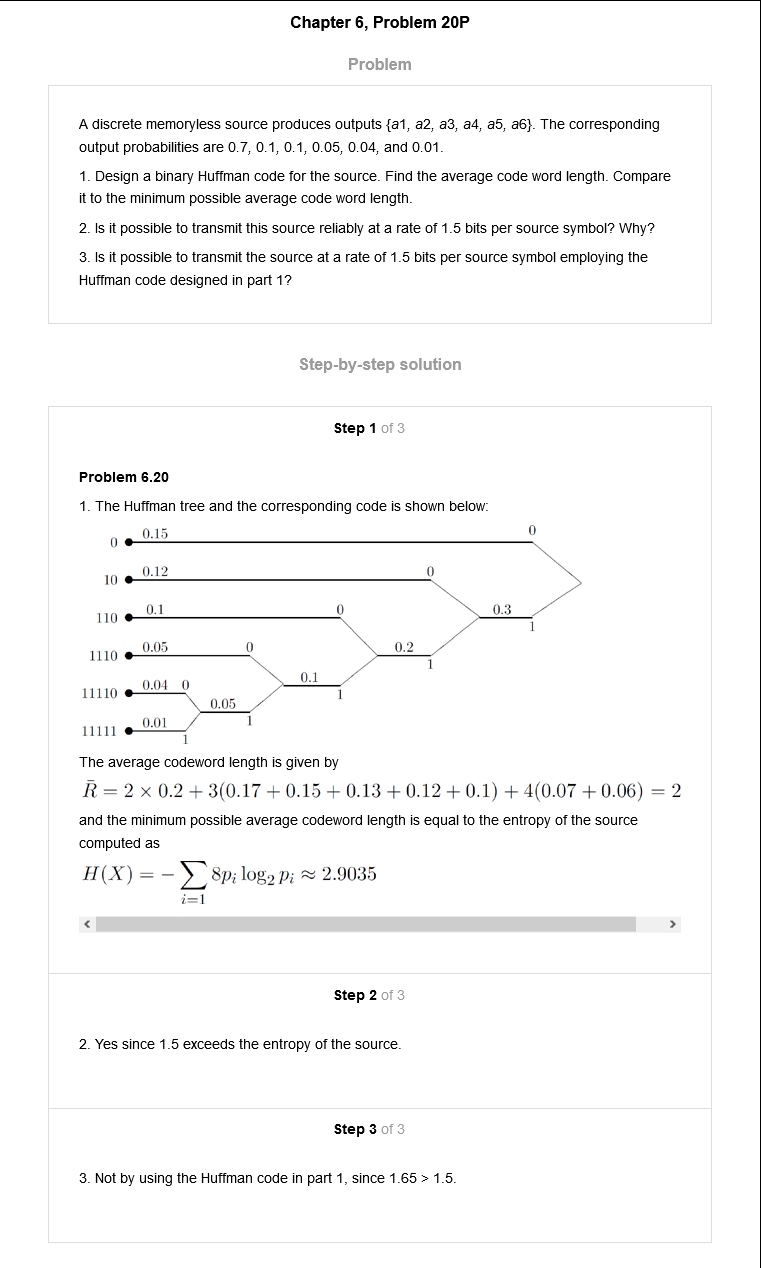 Chapter 6, Problem 20P
Problem
A discrete memoryless source produces outputs {a1, a2, a3, a4, a5, a6}. The corresponding
output probabilities are 0.7, 0.1, 0.1, 0.05, 0.04, and 0.01.
1. Design a binary Huffman code for the source. Find the average code word length. Compare
it to the minimum possible average code word length.
2. Is it possible to transmit this source reliably at a rate of 1.5 bits per source symbol? Why?
3. Is it possible to transmit the source at a rate of 1.5 bits per source symbol employing the
Huffman code designed in part 1?
Step-by-step solution
Step 1 of 3
Problem 6.20
1. The Huffman tree and the corresponding code is shown below:
0 0.15 0
10 0.12 0
110 0.1 0 0.3 1
1110 0.05 0 0.2 1
11110 0.04 0 0.1 1
0.05 1
11111 0.01 1
The average codeword length is given by
R̄ = 2 × 0.2 + 3(0.17 + 0.15 + 0.13 + 0.12 + 0.1) + 4(0.07 + 0.06) = 2
and the minimum possible average codeword length is equal to the entropy of the source
computed as
H(X) = − ∑ i=1 8p_i log_2 p_i ≈ 2.9035
Step 2 of 3
2. Yes since 1.5 exceeds the entropy of the source.
Step 3 of 3
3. Not by using the Huffman code in part 1, since 1.65 > 1.5.